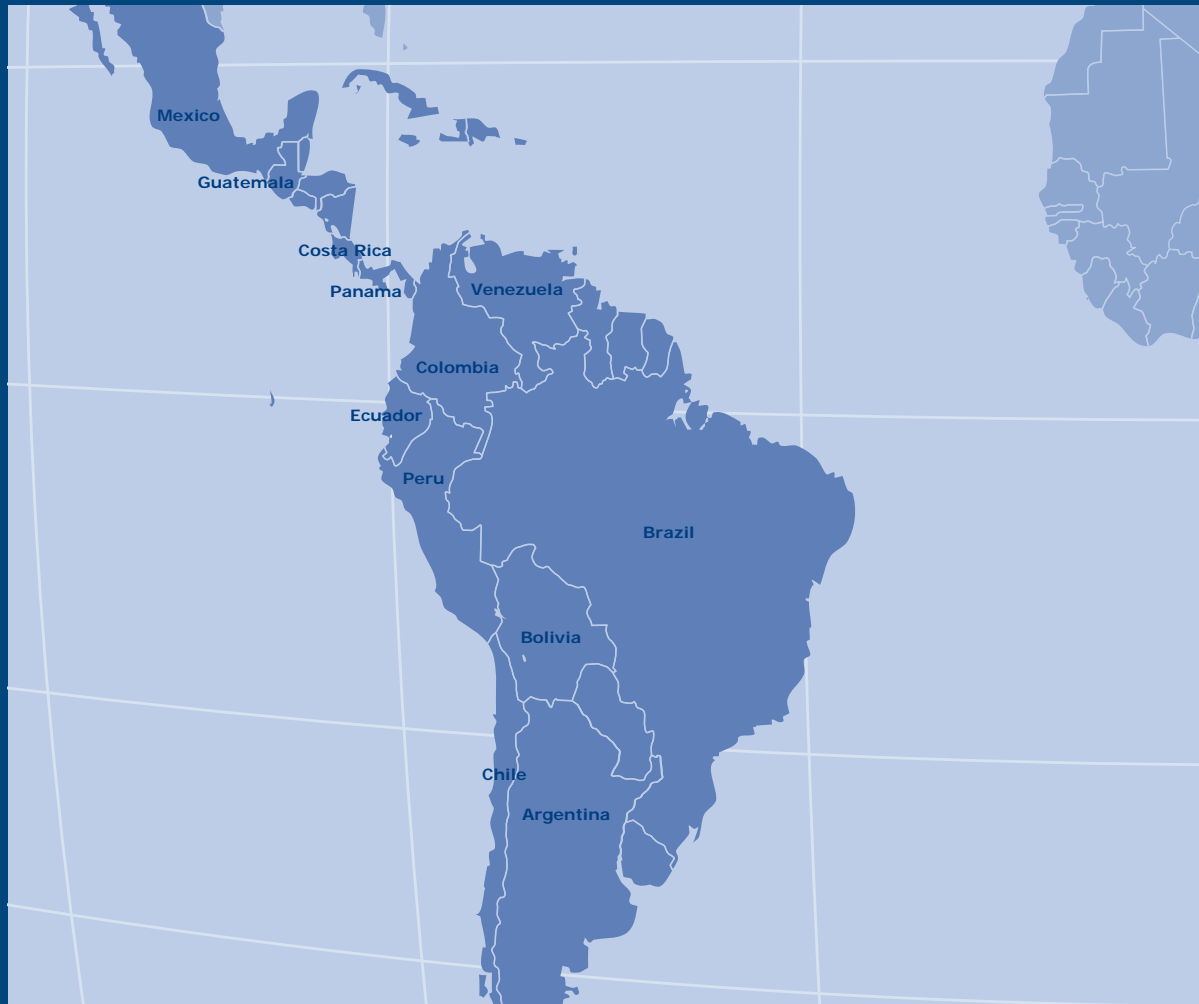 Mexico
Guatemala
Costa Rica
Panama
Venezuela
Colombia
Ecuador
Peru
Brazil
Bolivia
Chile
Argentina